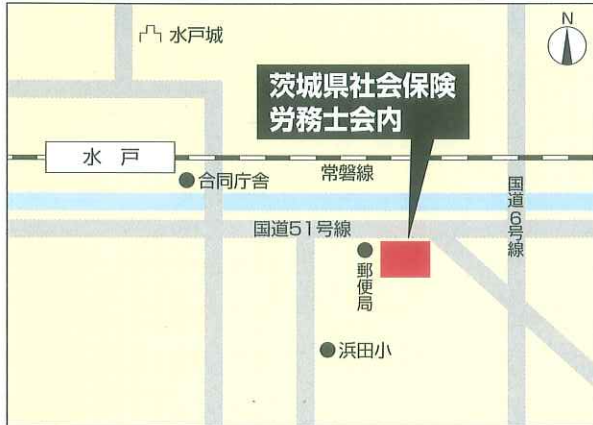 水戸城
N
茨城県社会保険
労務士会内
水戸
常磐線
合同庁舎
国道51号線
国道6号線
郵便局
浜田小